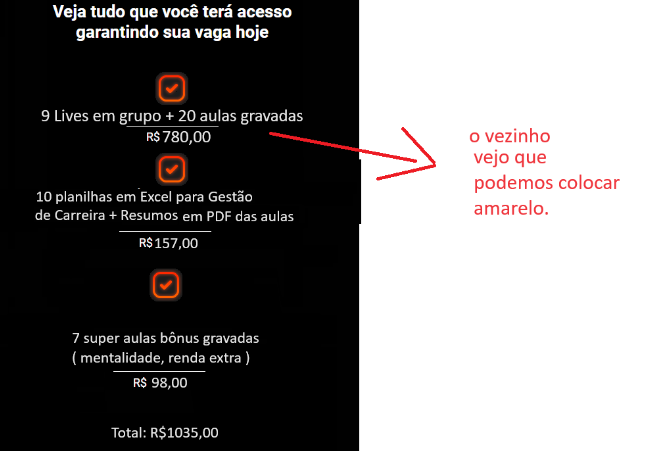 Veja tudo que você terá acesso
garantindo sua vaga hoje
9 Lives em grupo + 20 aulas gravadas
R$780,00
10 planilhas em Excel para Gestão
de Carreira + Resumos em PDF das aulas
R$157,00
7 super aulas bônus gravadas
( mentalidade, renda extra )
R$ 98,00
Total: R$1035,00
o vezinho
vejo que
podemos colocar
amarelo.